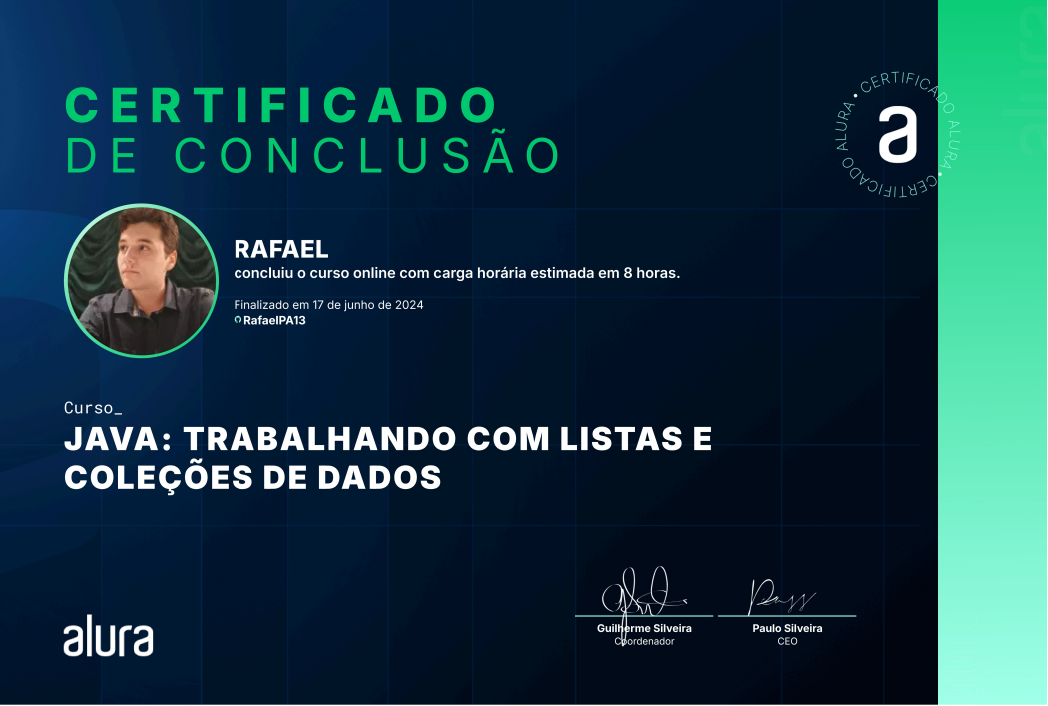 CERTIFICADO
DE CONCLUSÃO
CERTIFICADO ALURA • CERTIFICADO ALURA •
a
RAFAEL
concluiu o curso online com carga horária estimada em 8 horas.
Finalizado em 17 de junho de 2024
RafaelPA13
Curso_
JAVA: TRABALHANDO COM LISTAS E
COLEÇÕES DE DADOS
Guilherme Silveira
Coordenador
Paulo Silveira
CEO
alura
alura